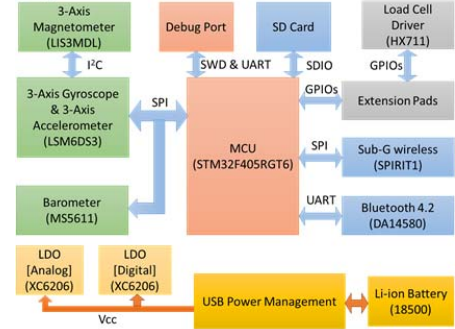 3-Axis
Magnetometer
(LIS3MDL)
Debug Port
SD Card
Load Cell
Driver
(HX711)
I²C
SWD & UART
SDIO
GPIOs
3-Axis
Gyroscope
& 3-Axis
Accelerometer
(LSM6DS3)
SPI
MCU
(STM32F405RGT6)
GPIOs
Extension Pads
SPI
Sub-G wireless
(SPIRIT1)
Barometer
(MS5611)
UART
Bluetooth 4.2
(DA14580)
LDO
[Analog]
(XC6206)
LDO
[Digital]
(XC6206)
USB Power Management
Li-ion Battery
(18500)
Vcc